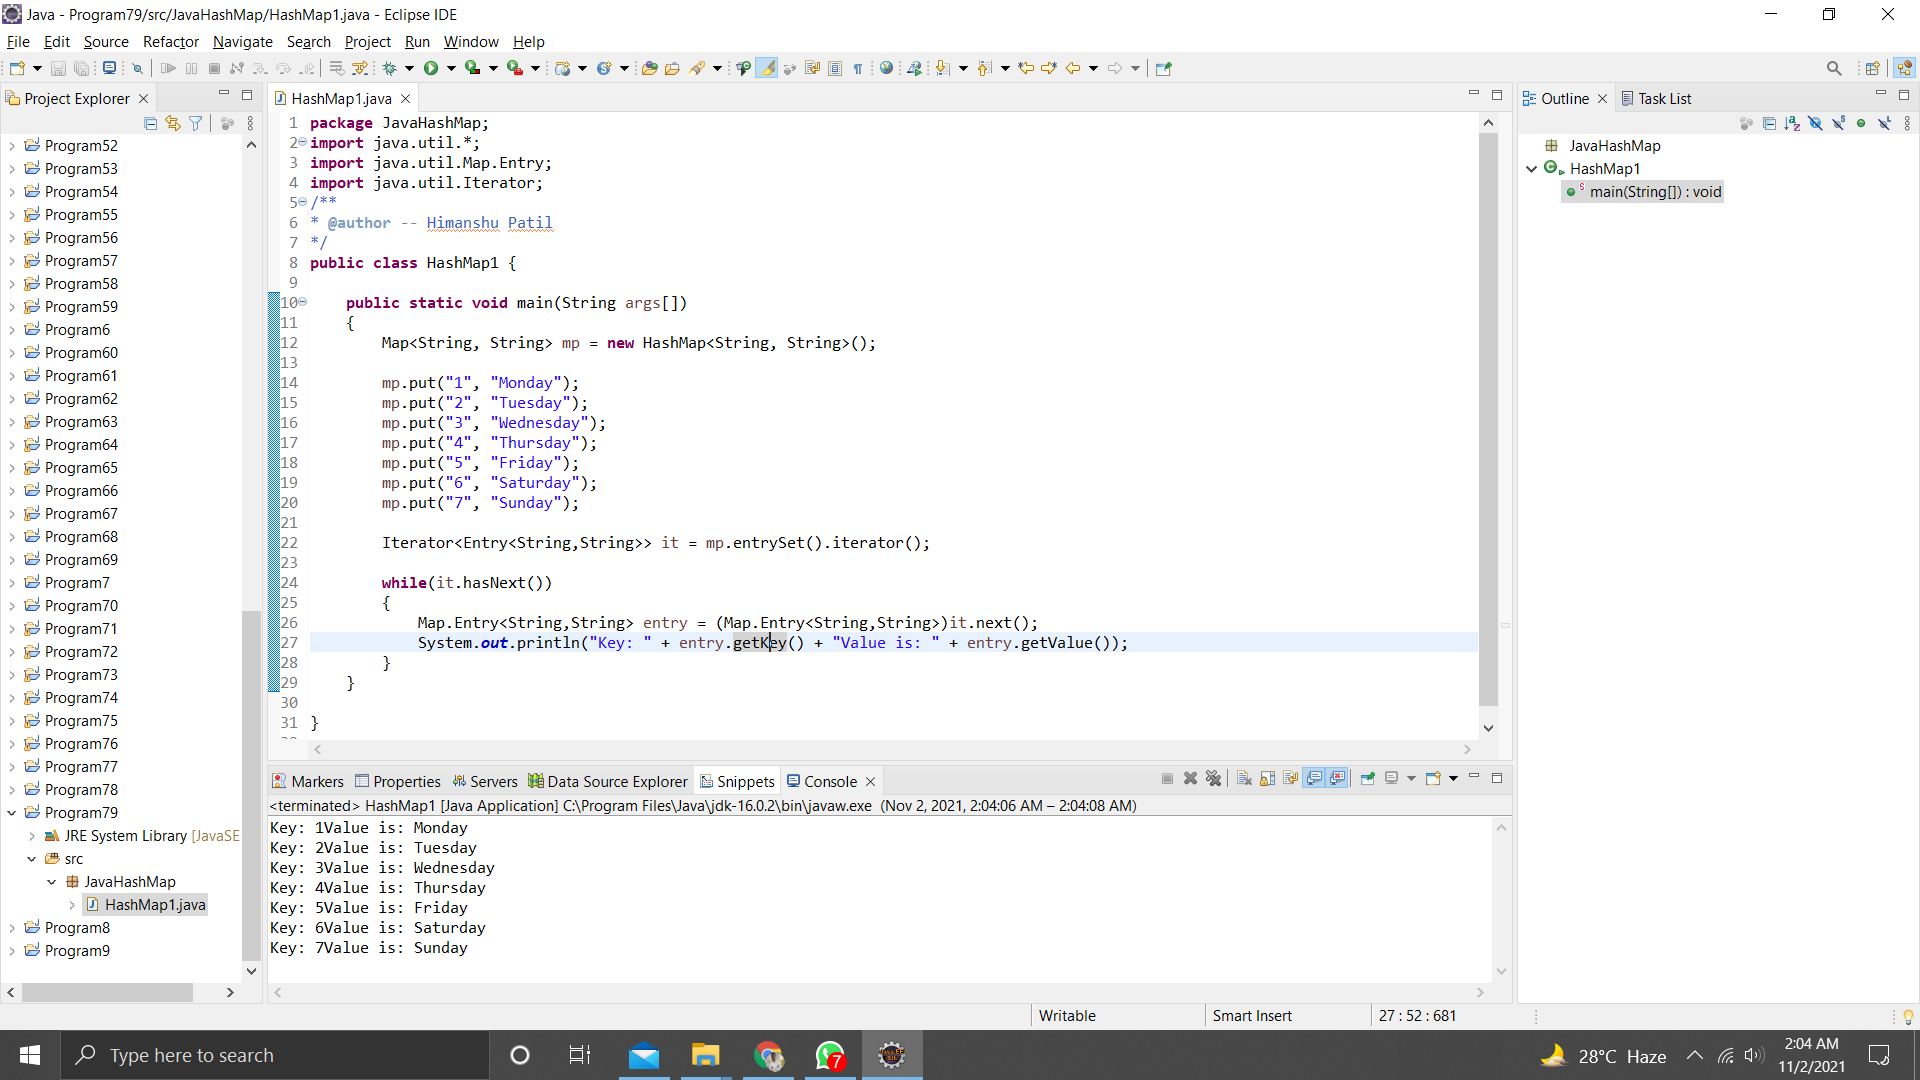 Java - Program79/src/JavaHashMap/HashMap1.java - Eclipse IDE
File Edit Source Refactor Navigate Search Project Run Window Help
Project Explorer
Program52
Program53
Program54
Program55
Program56
Program57
Program58
Program59
Program6
Program60
Program61
Program62
Program63
Program64
Program65
Program66
Program67
Program68
Program69
Program7
Program70
Program71
Program72
Program73
Program74
Program75
Program76
Program77
Program78
Program79
JRE System Library [JavaSE
src
JavaHashMap
HashMap1.java
Program8
Program9
HashMap1.java
1 package JavaHashMap;
2 import java.util.*;
3 import java.util.Map.Entry;
4 import java.util.Iterator;
5 /**
6 * @author -- Himanshu Patil
7 */
8 public class HashMap1 {
9
10 public static void main(String args[])
11 {
12 Map<String, String> mp = new HashMap<String, String>();
13
14 mp.put("1", "Monday");
15 mp.put("2", "Tuesday");
16 mp.put("3", "Wednesday");
17 mp.put("4", "Thursday");
18 mp.put("5", "Friday");
19 mp.put("6", "Saturday");
20 mp.put("7", "Sunday");
21
22 Iterator<Entry<String,String>> it = mp.entrySet().iterator();
23
24 while(it.hasNext())
25 {
26 Map.Entry<String,String> entry = (Map.Entry<String,String>)it.next();
27 System.out.println("Key: " + entry.getKey() + "Value is: " + entry.getValue());
28 }
29 }
30
31 }
Markers Properties Servers Data Source Explorer Snippets Console
<terminated> HashMap1 [Java Application] C:\Program Files\Java\jdk-16.0.2\bin\javaw.exe (Nov 2, 2021, 2:04:06 AM – 2:04:08 AM)
Key: 1Value is: Monday
Key: 2Value is: Tuesday
Key: 3Value is: Wednesday
Key: 4Value is: Thursday
Key: 5Value is: Friday
Key: 6Value is: Saturday
Key: 7Value is: Sunday
Outline Task List
JavaHashMap
HashMap1
main(String[]) : void
Writable Smart Insert 27 : 52 : 681
Type here to search
7
28°C Haze
2:04 AM
11/2/2021